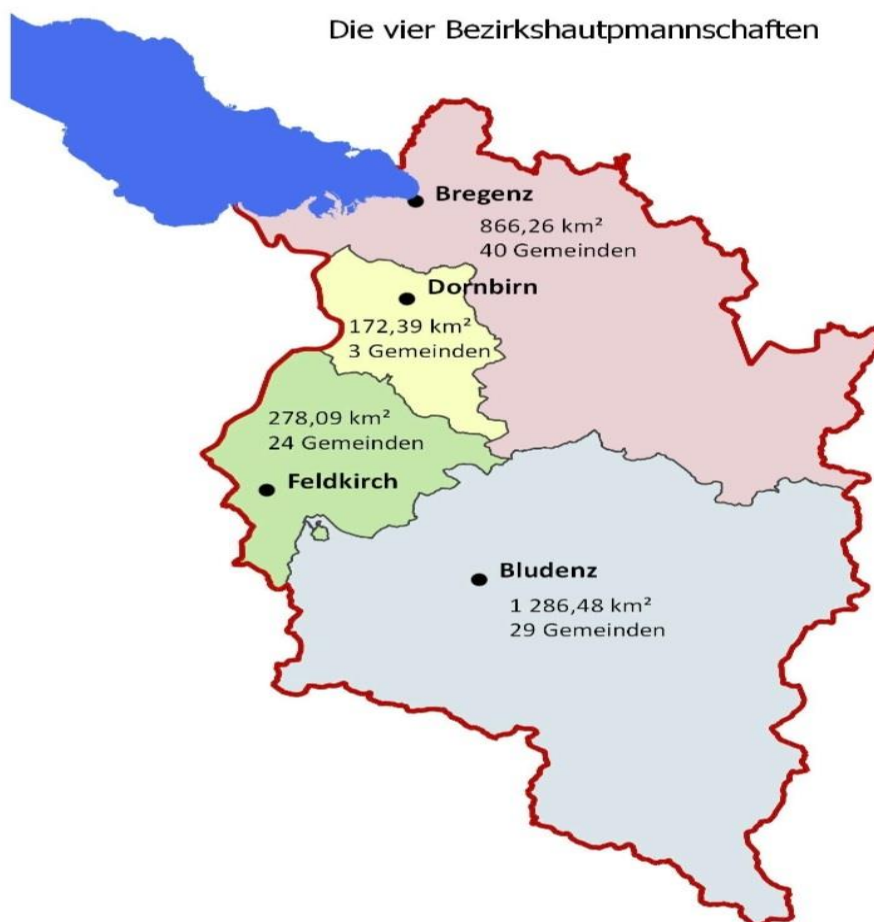 Die vier Bezirkshautpmannschaften
Bregenz
866,26 km²
40 Gemeinden
Dornbirn
172,39 km²
3 Gemeinden
278,09 km²
24 Gemeinden
Feldkirch
Bludenz
1 286,48 km²
29 Gemeinden